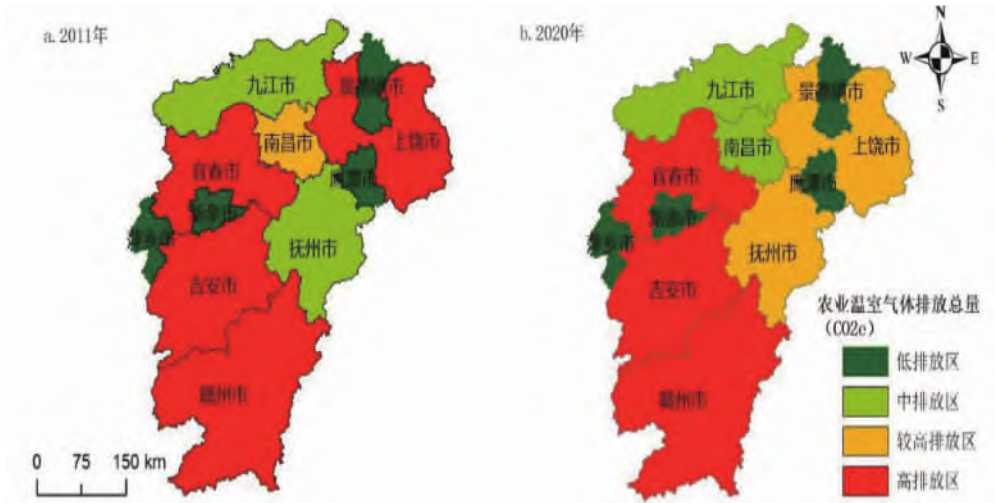 a.2011年
九江市
景德镇市
南昌市
上饶市
宜春市
鹰潭市
新余市
萍乡市
抚州市
吉安市
赣州市
0 75 150 km
b.2020年
N
W E
S
九江市
景德镇市
南昌市
上饶市
宜春市
鹰潭市
新余市
萍乡市
抚州市
吉安市
赣州市
农业温室气体排放总量
(CO2e)
低排放区
中排放区
较高排放区
高排放区